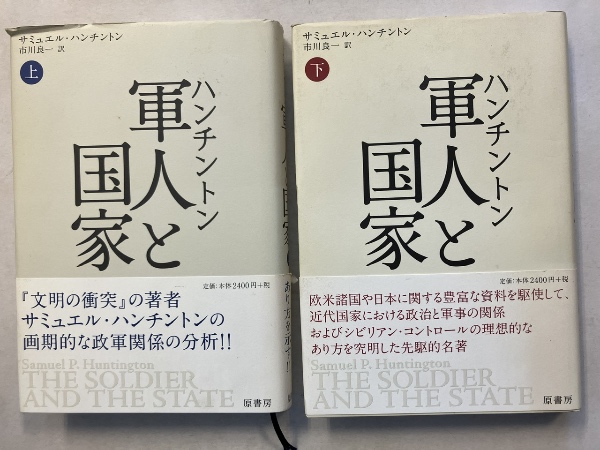 サミュエル・ハンチントン
市川良一 訳
上
ハンチントン
軍人と
国家
定価:本体2400円+税
『文明の衝突』の著者
サミュエル・ハンチントンの
画期的な政軍関係の分析!!
Samuel P. Huntington
THE SOLDIER
AND THE STATE
原書房
サミュエル・ハンチントン
市川良一 訳
下
ハンチントン
軍人と
国家
定価:本体2400円+税
欧米諸国や日本に関する豊富な資料を駆使して、
近代国家における政治と軍事の関係
およびシビリアン・コントロールの理想的な
あり方を究明した先駆的名著
Samuel P. Huntington
THE SOLDIER
AND THE STATE
原書房